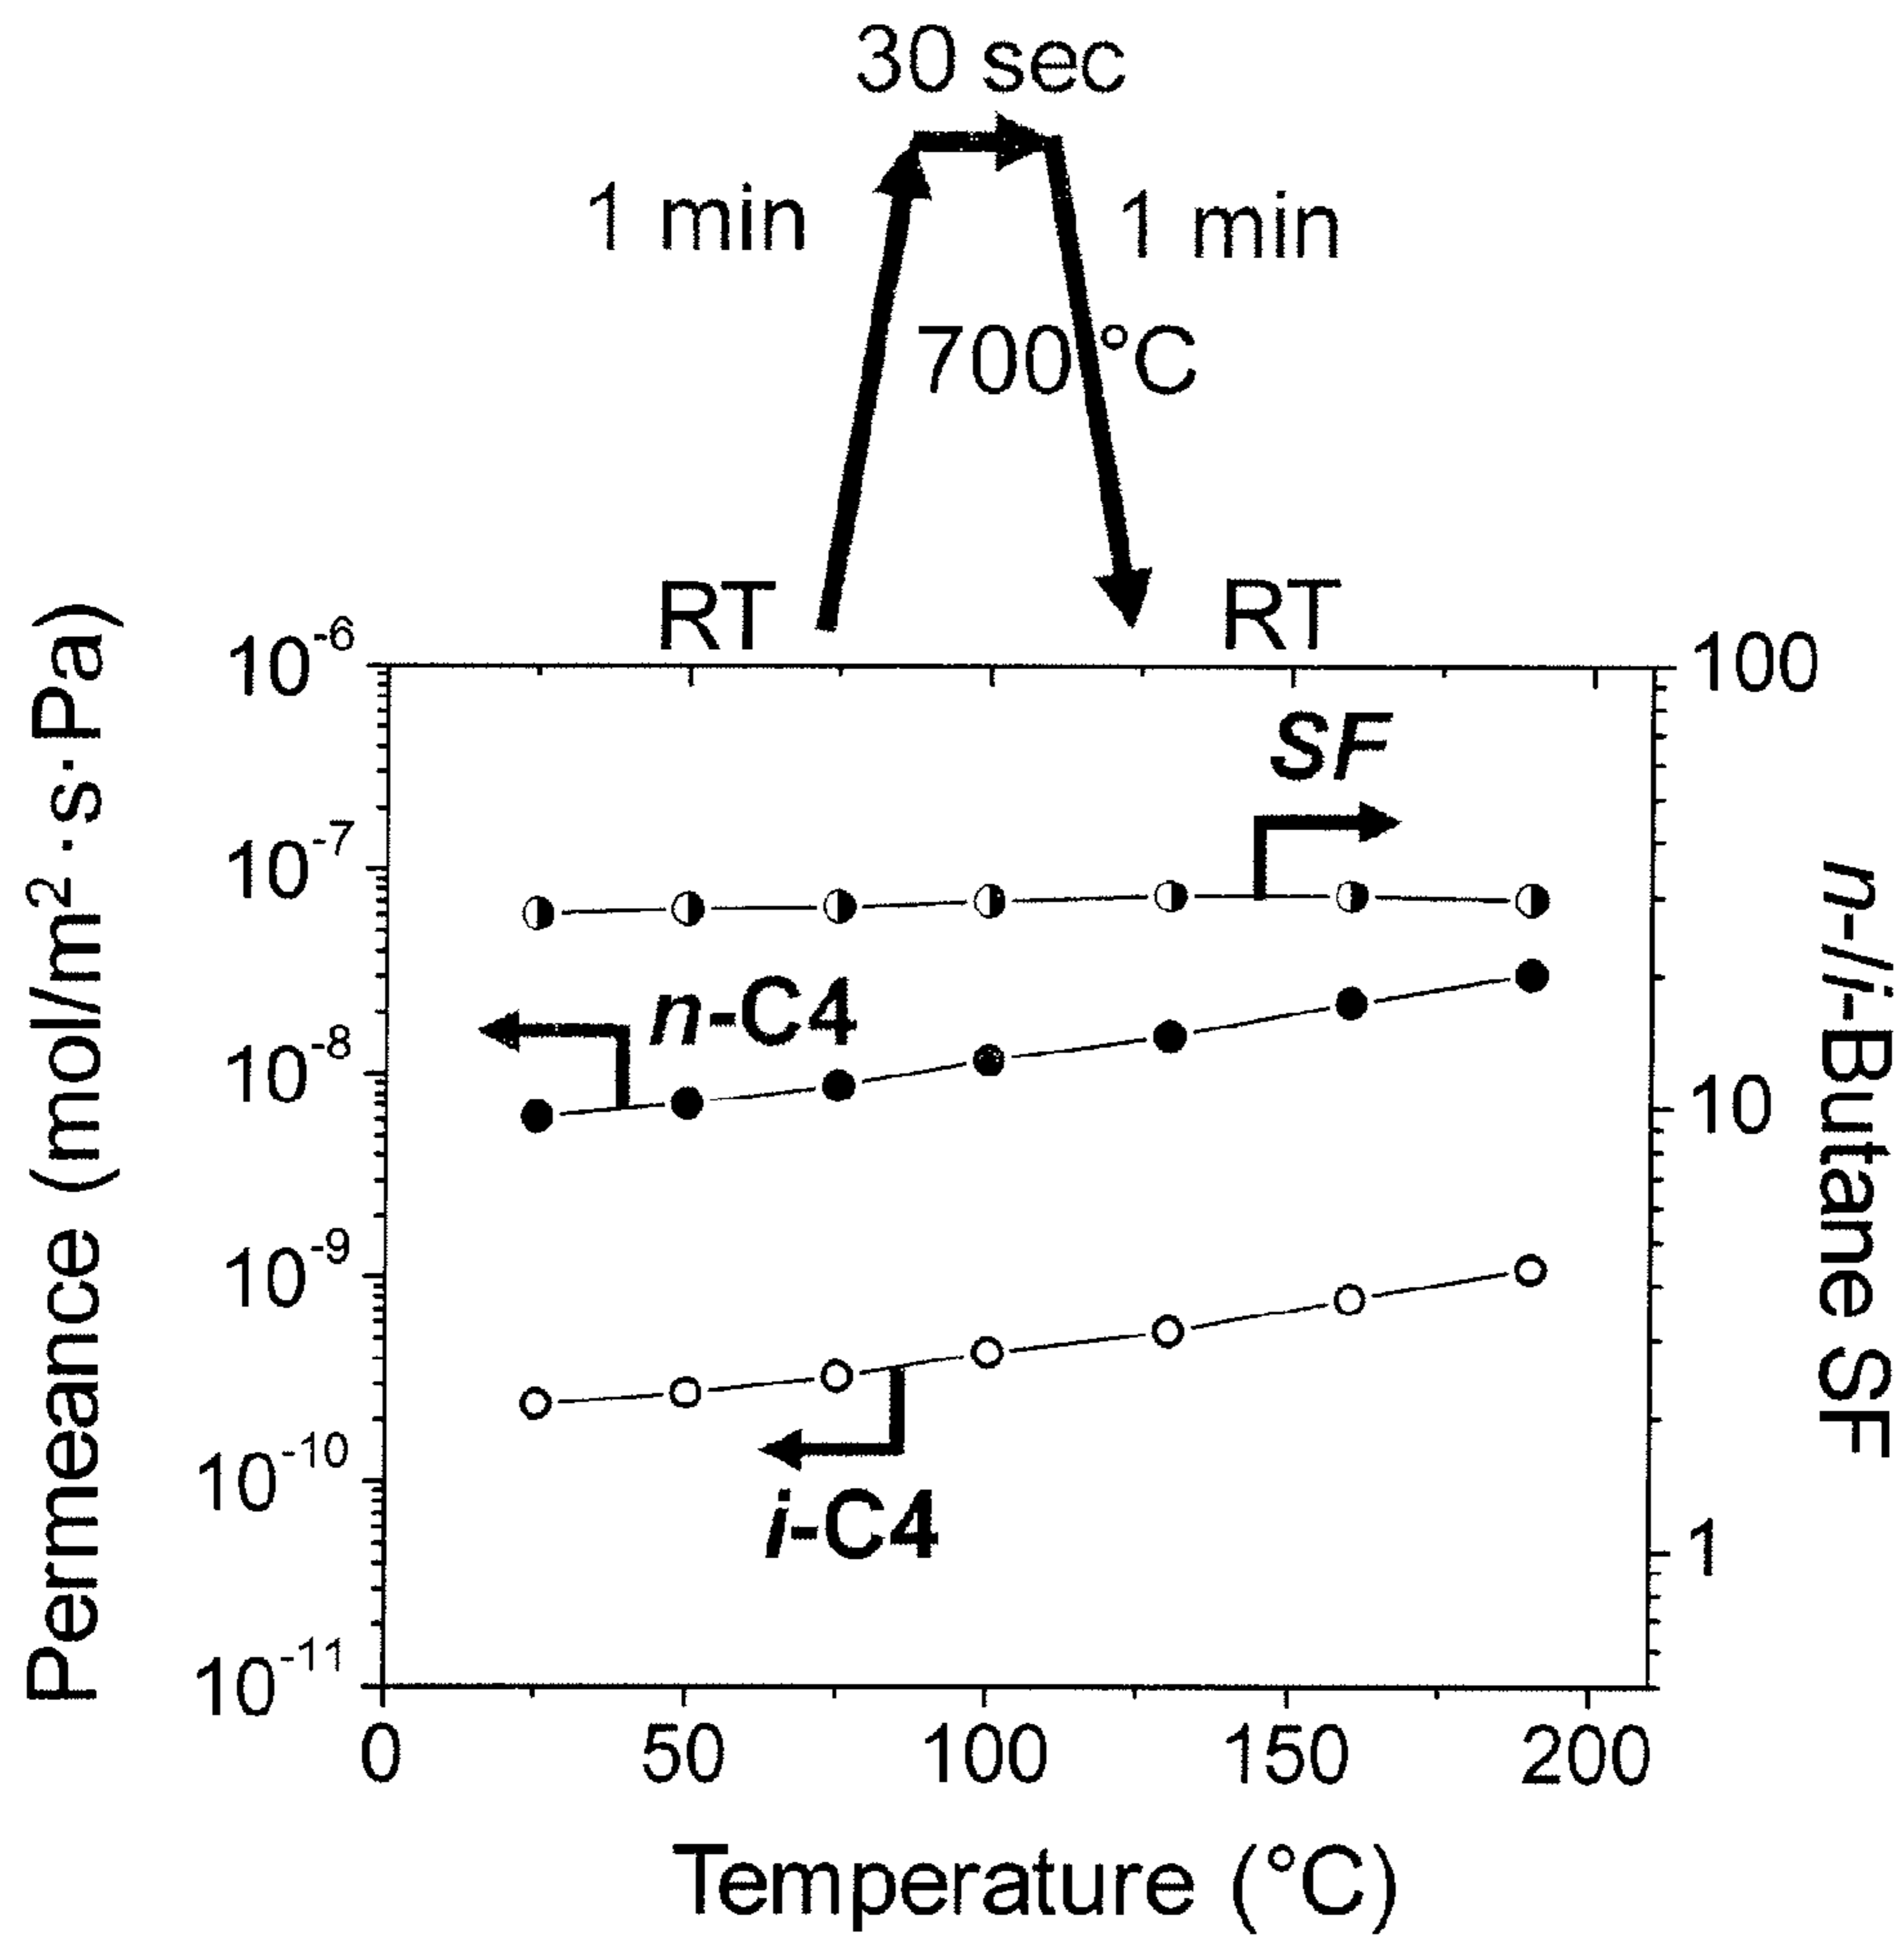 30 sec
1 min
1 min
700 °C
RT
RT
10⁻⁶
10⁻⁷
10⁻⁸
10⁻⁹
10⁻¹⁰
10⁻¹¹
Permeance (mol/m²·s·Pa)
SF
n-C4
i-C4
100
10
1
n-/i-Butane SF
0
50
100
150
200
Temperature (°C)